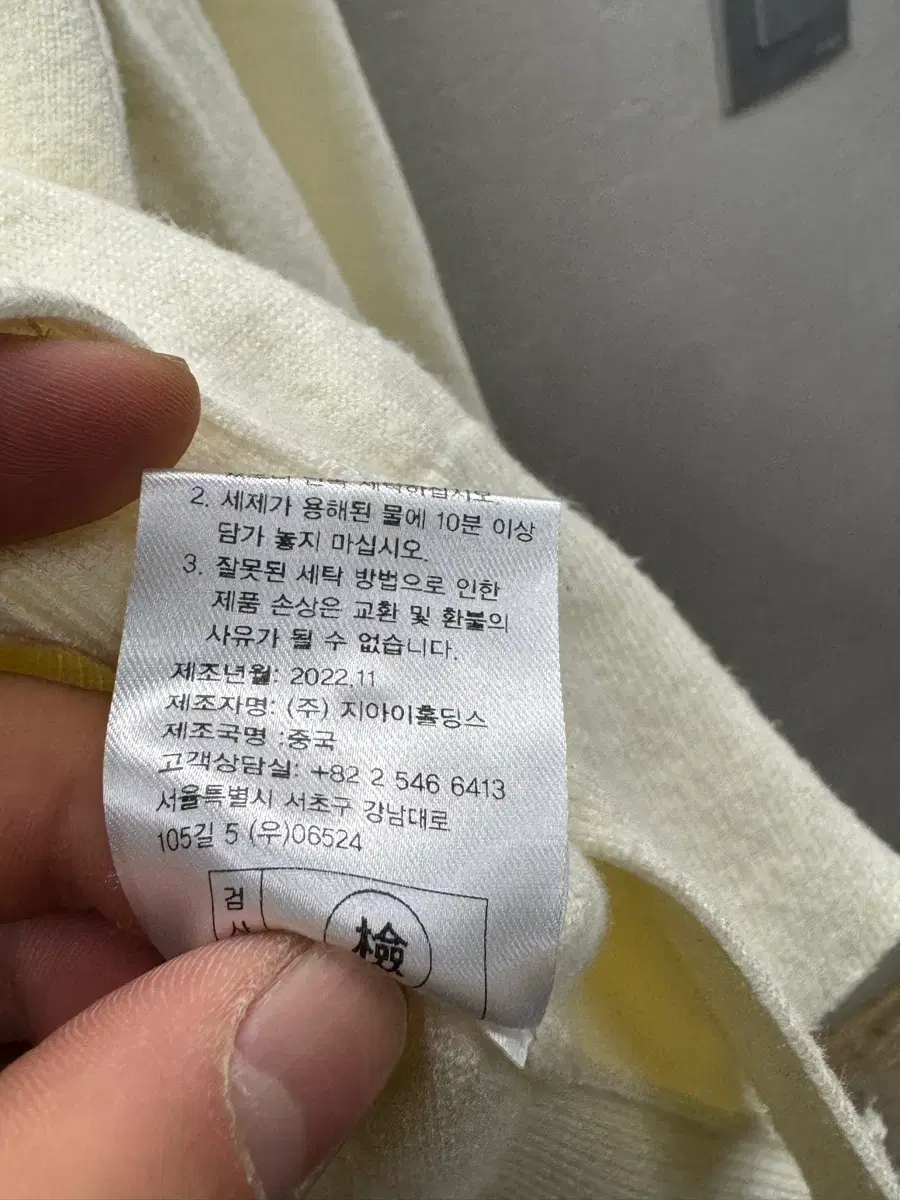 2. 세제가 용해된 물에 10분 이상
담가 놓지 마십시오.
3. 잘못된 세탁 방법으로 인한
제품 손상은 교환 및 환불의
사유가 될 수 없습니다.
제조년월: 2022.11
제조자명: (주) 지아이홀딩스
제조국명 :중국
고객상담실: +82 2 546 6413
서울특별시 서초구 강남대로
105길 5 (우)06524
검
檢